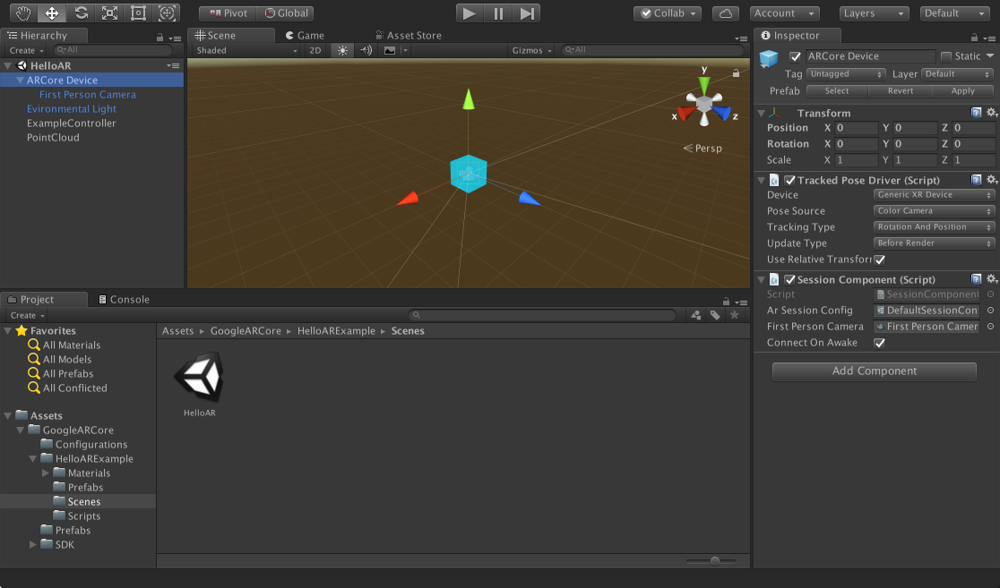 Pivot Global Collab Account Layers Default
Hierarchy
Create All
HelloAR
ARCore Device
First Person Camera
Evironmental Light
ExampleController
PointCloud
Scene Game Asset Store
Shaded 2D Gizmos All
y
x z
Persp
Inspector
ARCore Device Static
Tag Untagged Layer Default
Prefab Select Revert Apply
Transform
Position X 0 Y 0 Z 0
Rotation X 0 Y 0 Z 0
Scale X 1 Y 1 Z 1
Tracked Pose Driver (Script)
Device Generic XR Device
Pose Source Color Camera
Tracking Type Rotation And Position
Update Type Before Render
Use Relative Transforr
Session Component (Script)
Script SessionComponent
Ar Session Config DefaultSessionCon
First Person Camera First Person Camer
Connect On Awake
Add Component
Project Console
Create
Favorites
All Materials
All Models
All Prefabs
All Conflicted
Assets
GoogleARCore
Configurations
HelloARExample
Materials
Prefabs
Scenes
Scripts
Prefabs
SDK
Assets GoogleARCore HelloARExample Scenes
HelloAR